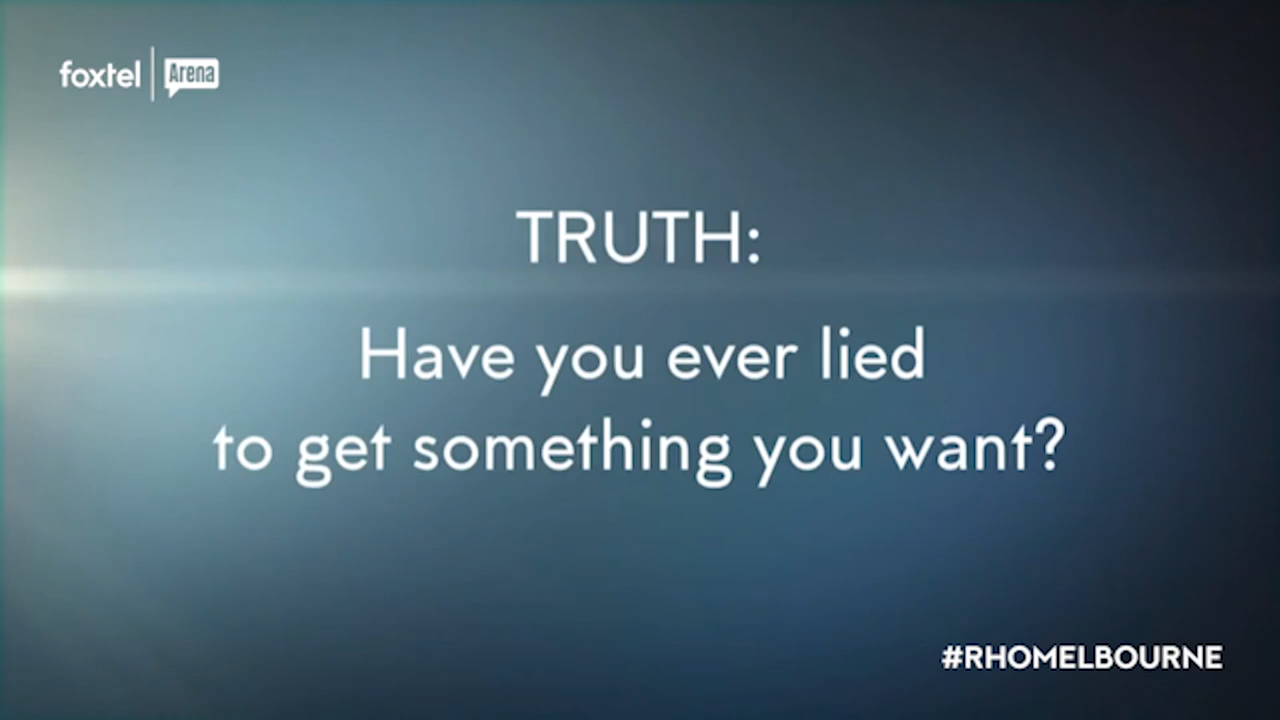 foxtel | Arena
TRUTH:
Have you ever lied
to get something you want?
#RHOMELBOURNE